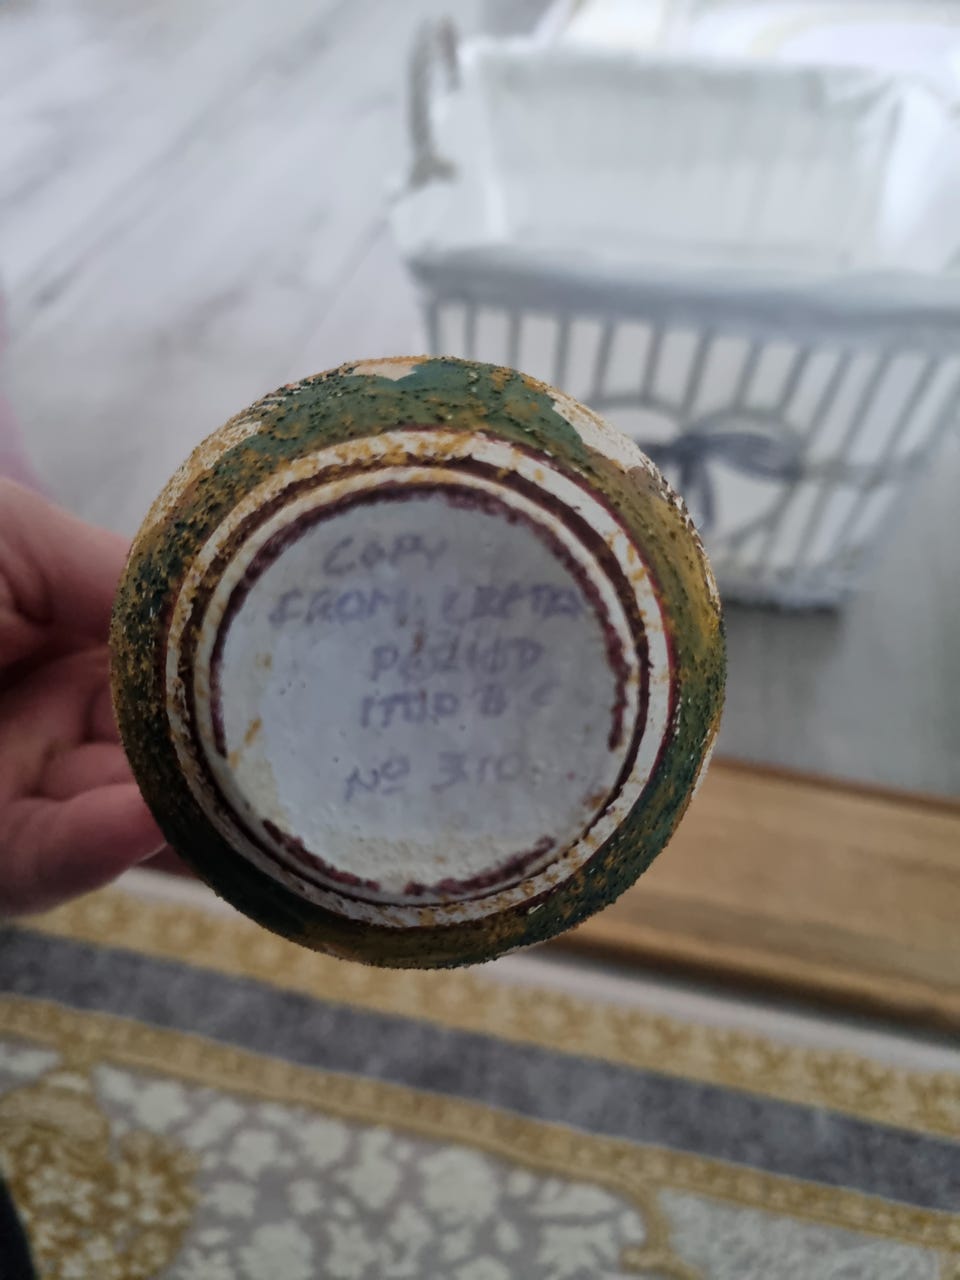 COPY
FROM CRETA
PERIOD
1700 B C
No 310